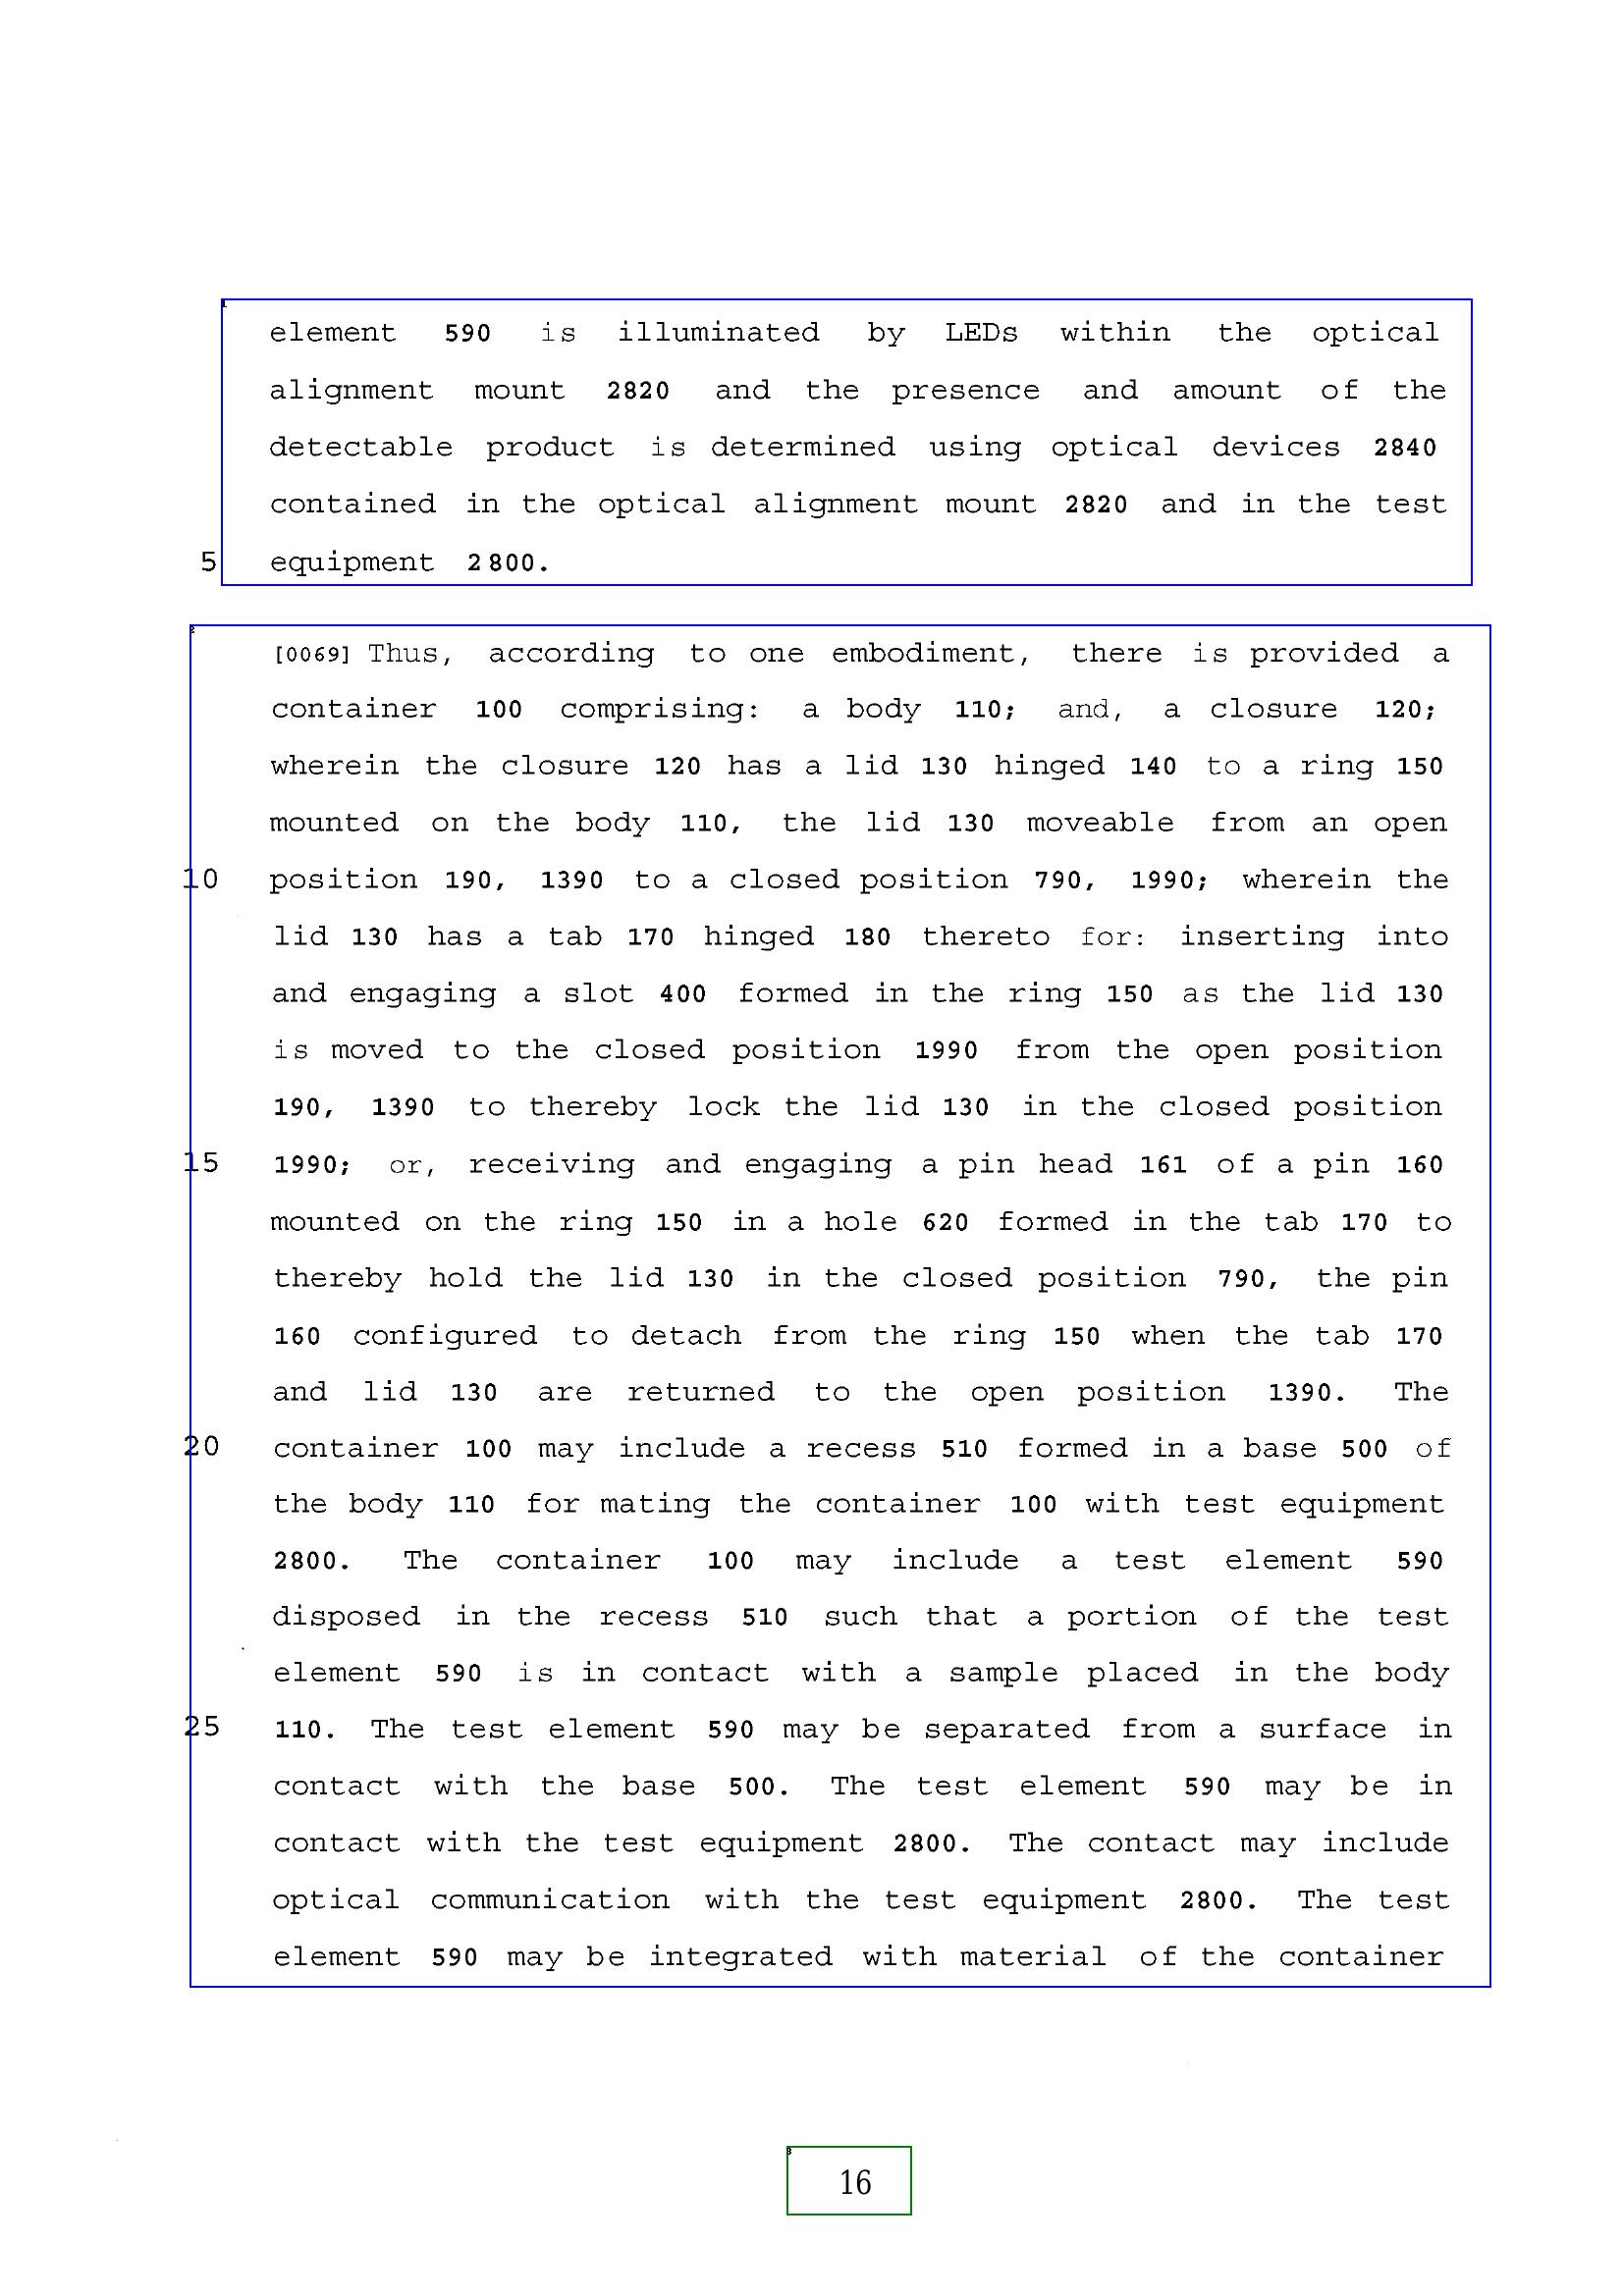 element 590 is illuminated by LEDs within the optical
alignment mount 2820 and the presence and amount of the
detectable product is determined using optical devices 2840
contained in the optical alignment mount 2820 and in the test
5 equipment 2800.
[0069] Thus, according to one embodiment, there is provided a
container 100 comprising: a body 110; and, a closure 120;
wherein the closure 120 has a lid 130 hinged 140 to a ring 150
mounted on the body 110, the lid 130 moveable from an open
10 position 190, 1390 to a closed position 790, 1990; wherein the
lid 130 has a tab 170 hinged 180 thereto for: inserting into
and engaging a slot 400 formed in the ring 150 as the lid 130
is moved to the closed position 1990 from the open position
190, 1390 to thereby lock the lid 130 in the closed position
15 1990; or, receiving and engaging a pin head 161 of a pin 160
mounted on the ring 150 in a hole 620 formed in the tab 170 to
thereby hold the lid 130 in the closed position 790, the pin
160 configured to detach from the ring 150 when the tab 170
and lid 130 are returned to the open position 1390. The
20 container 100 may include a recess 510 formed in a base 500 of
the body 110 for mating the container 100 with test equipment
2800. The container 100 may include a test element 590
disposed in the recess 510 such that a portion of the test
element 590 is in contact with a sample placed in the body
25 110. The test element 590 may be separated from a surface in
contact with the base 500. The test element 590 may be in
contact with the test equipment 2800. The contact may include
optical communication with the test equipment 2800. The test
element 590 may be integrated with material of the container
16